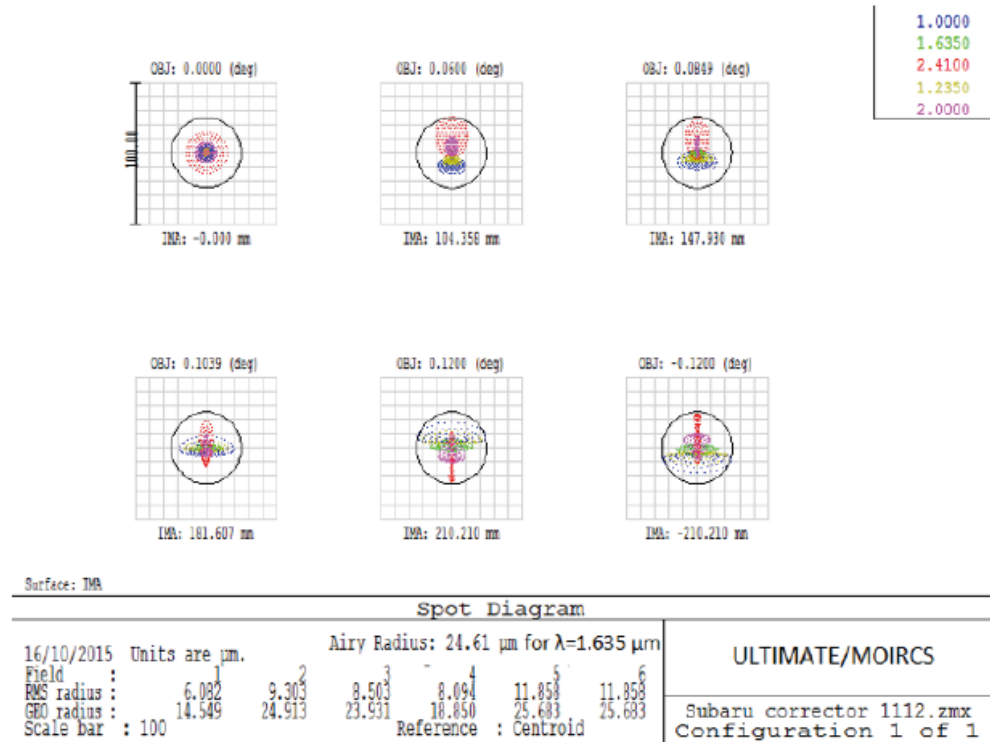 1.0000
1.6350
2.4100
1.2350
2.0000
OBJ: 0.0000 (deg)
OBJ: 0.0600 (deg)
OBJ: 0.0849 (deg)
100.00
IMA: -0.000 mm
IMA: 104.358 mm
IMA: 147.930 mm
OBJ: 0.1039 (deg)
OBJ: 0.1200 (deg)
OBJ: -0.1200 (deg)
IMA: 181.607 mm
IMA: 210.210 mm
IMA: -210.210 mm
Surface: IMA
Spot Diagram
16/10/2015 Units are µm.
Airy Radius: 24.61 µm for λ=1.635 µm
Field : 1 2 3 4 5 6
RMS radius : 6.082 9.303 8.503 8.094 11.858 11.858
GEO radius : 14.549 24.913 23.931 18.850 25.683 25.683
Scale bar : 100 Reference : Centroid
ULTIMATE/MOIRCS
Subaru corrector 1112.zmx
Configuration 1 of 1